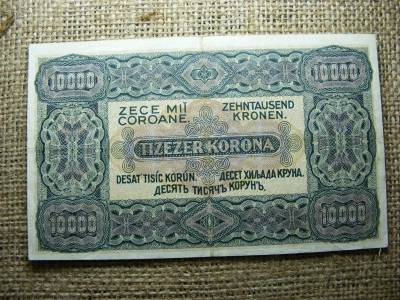 10000 10000
ZECE MII ZEHNTAUSEND
COROANE. KRONEN.
TIZEZER KORONA
DESAT TISÍC KORÚN. ДЕСЕТ ХИЉАДА КРУНА.
ДЕСЯТЬ ТИСЯЧЪ КОРУНЪ.
10000 10000